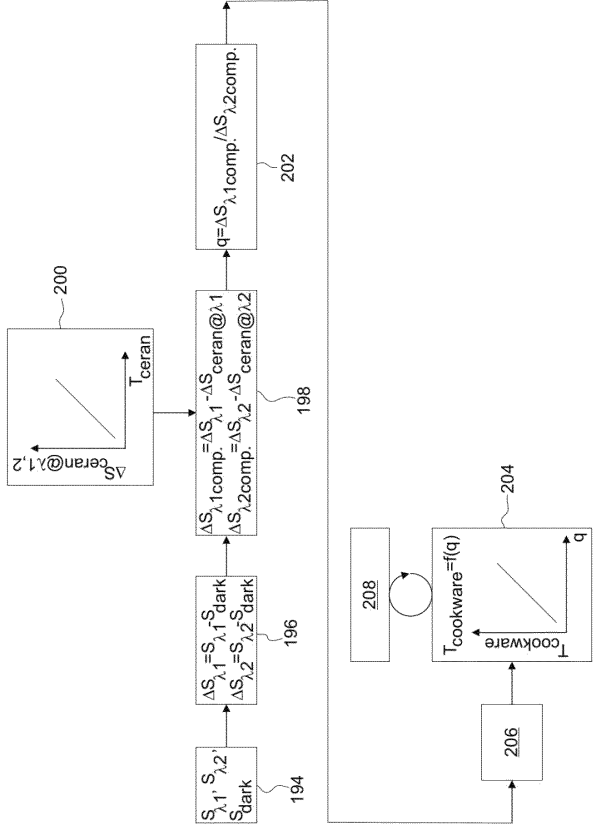 S_λ1, S_λ2,
S_dark
194
ΔS_λ1=S_λ1-S_dark
ΔS_λ2=S_λ2-S_dark
196
ΔS_ceran@λ1,2
T_ceran
200
ΔS_λ1comp.=ΔS_λ1-ΔS_ceran@λ1
ΔS_λ2comp.=ΔS_λ2-ΔS_ceran@λ2
198
q=ΔS_λ1comp./ΔS_λ2comp.
202
206
208
T_cookware=f(q)
T_cookware
q
204